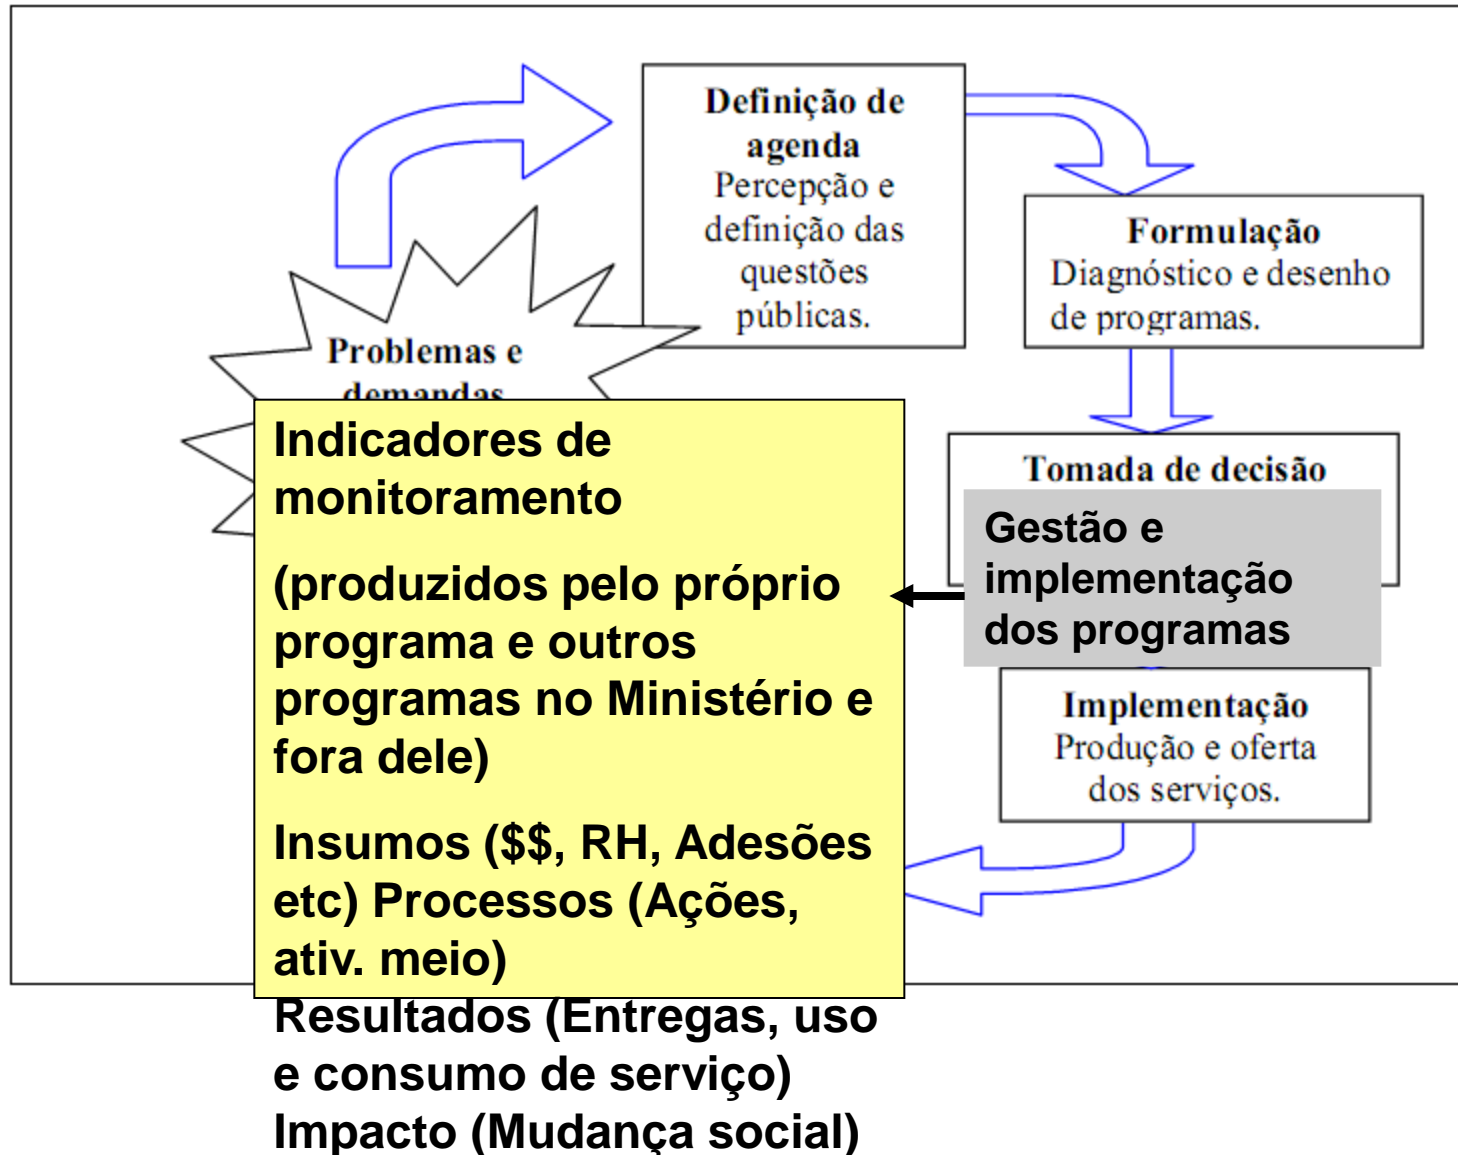 Definição de
agenda
Percepção e
definição das
questões
públicas.
Formulação
Diagnóstico e desenho
de programas.
Problemas e
demandas
Tomada de decisão
Indicadores de
monitoramento
(produzidos pelo próprio
programa e outros
programas no Ministério e
fora dele)
Insumos ($$, RH, Adesões
etc) Processos (Ações,
ativ. meio)
Resultados (Entregas, uso
e consumo de serviço)
Impacto (Mudança social)
Gestão e
implementação
dos programas
Implementação
Produção e oferta
dos serviços.